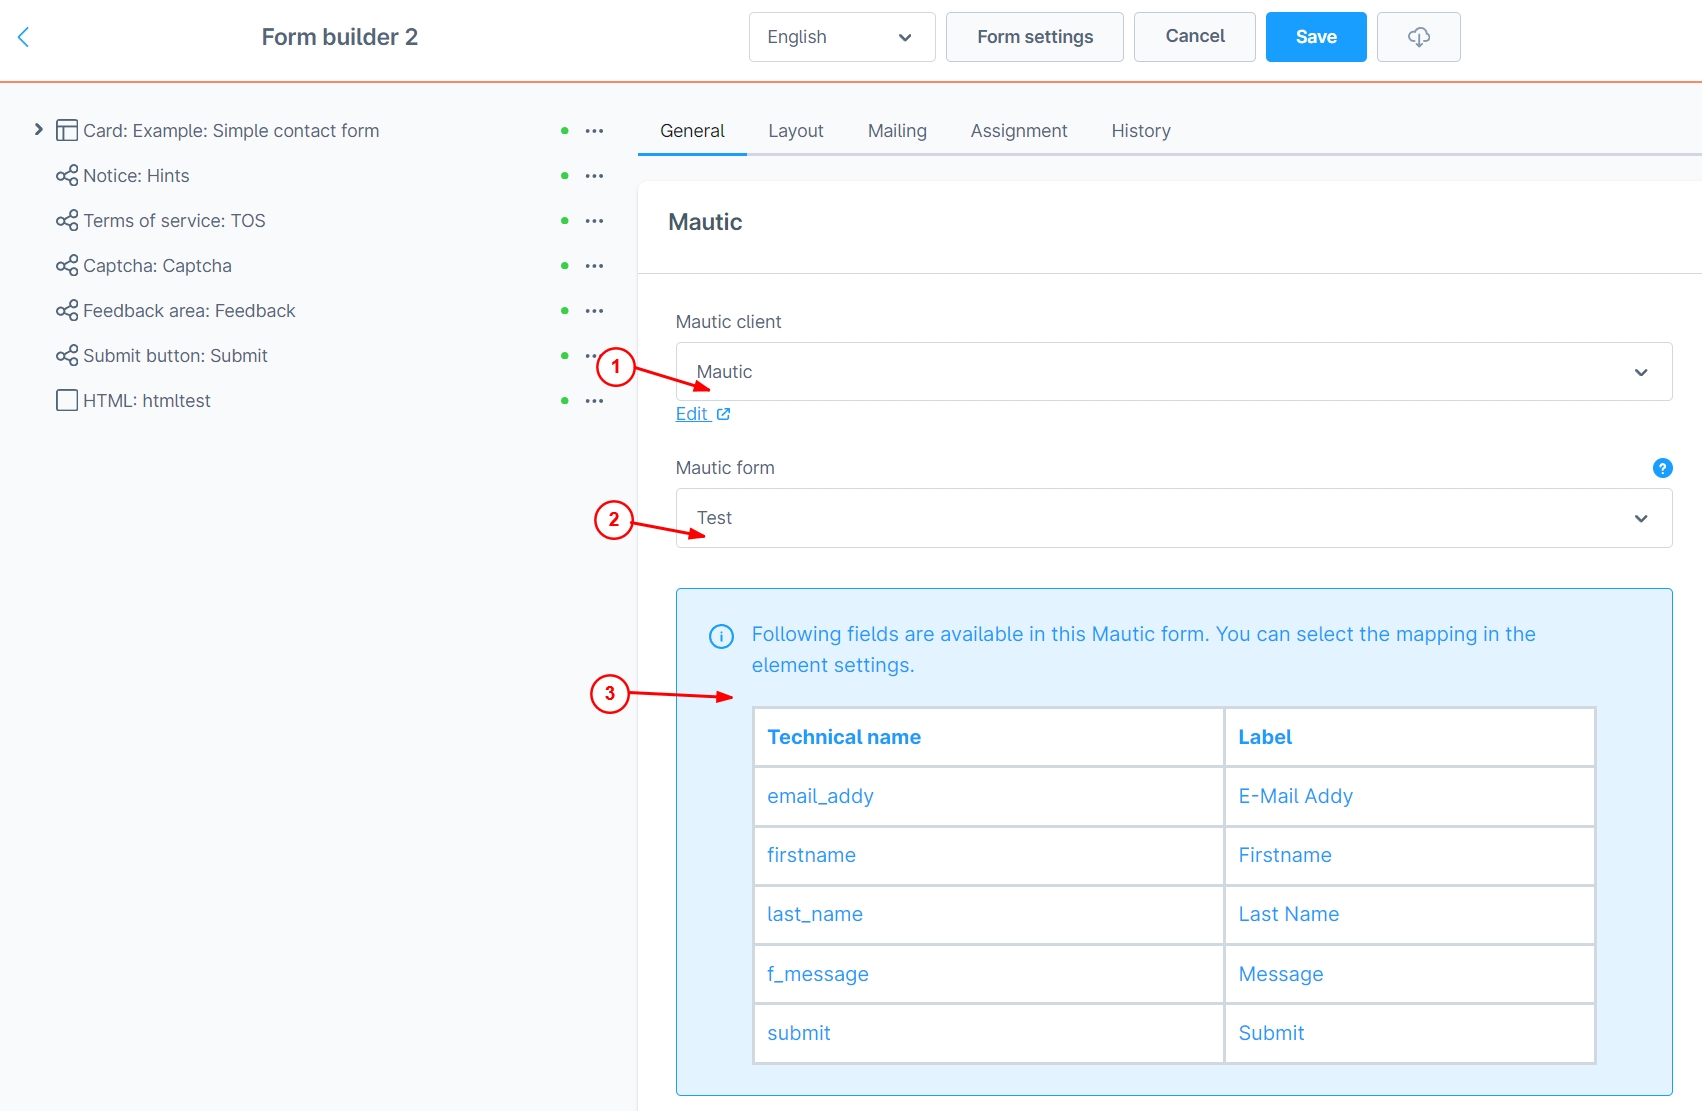 Form builder 2
English
Form settings
Cancel
Save
Card: Example: Simple contact form
Notice: Hints
Terms of service: TOS
Captcha: Captcha
Feedback area: Feedback
Submit button: Submit
HTML: htmltest
General Layout Mailing Assignment History
Mautic
Mautic client
1
Mautic
Edit
Mautic form
?
2
Test
Following fields are available in this Mautic form. You can select the mapping in the
element settings.
3
Technical name Label
email_addy E-Mail Addy
firstname Firstname
last_name Last Name
f_message Message
submit Submit